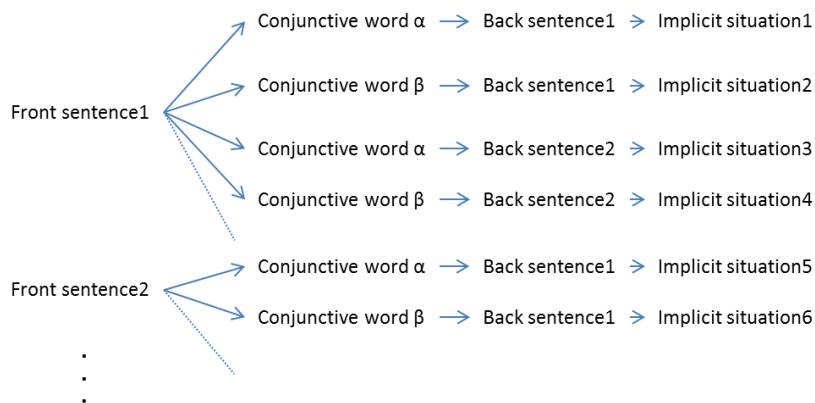 Conjunctive word α Back sentence1 Implicit situation1
Conjunctive word β Back sentence1 Implicit situation2
Front sentence1
Conjunctive word α Back sentence2 Implicit situation3
Conjunctive word β Back sentence2 Implicit situation4
Conjunctive word α Back sentence1 Implicit situation5
Front sentence2
Conjunctive word β Back sentence1 Implicit situation6